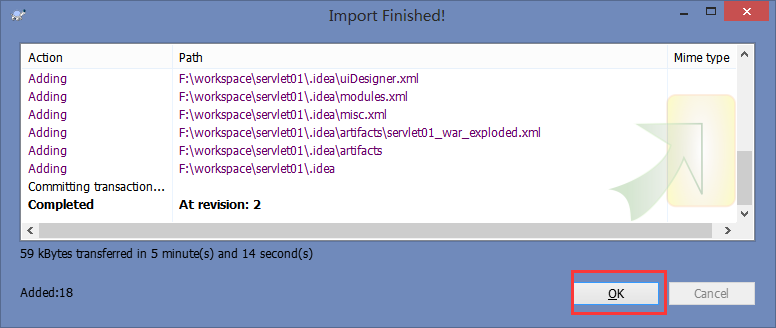 Import Finished!
Action Path Mime type
Adding F:\workspace\servlet01\.idea\uiDesigner.xml
Adding F:\workspace\servlet01\.idea\modules.xml
Adding F:\workspace\servlet01\.idea\misc.xml
Adding F:\workspace\servlet01\.idea\artifacts\servlet01_war_exploded.xml
Adding F:\workspace\servlet01\.idea\artifacts
Adding F:\workspace\servlet01\.idea
Committing transaction...
Completed At revision: 2
59 kBytes transferred in 5 minute(s) and 14 second(s)
Added:18 OK Cancel